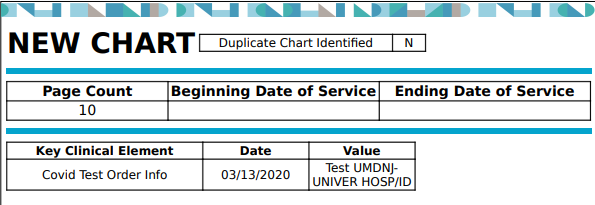 NEW CHART Duplicate Chart Identified N
Page Count Beginning Date of Service Ending Date of Service
10
Key Clinical Element Date Value
Covid Test Order Info 03/13/2020 Test UMDNJ-
UNIVER HOSP/ID